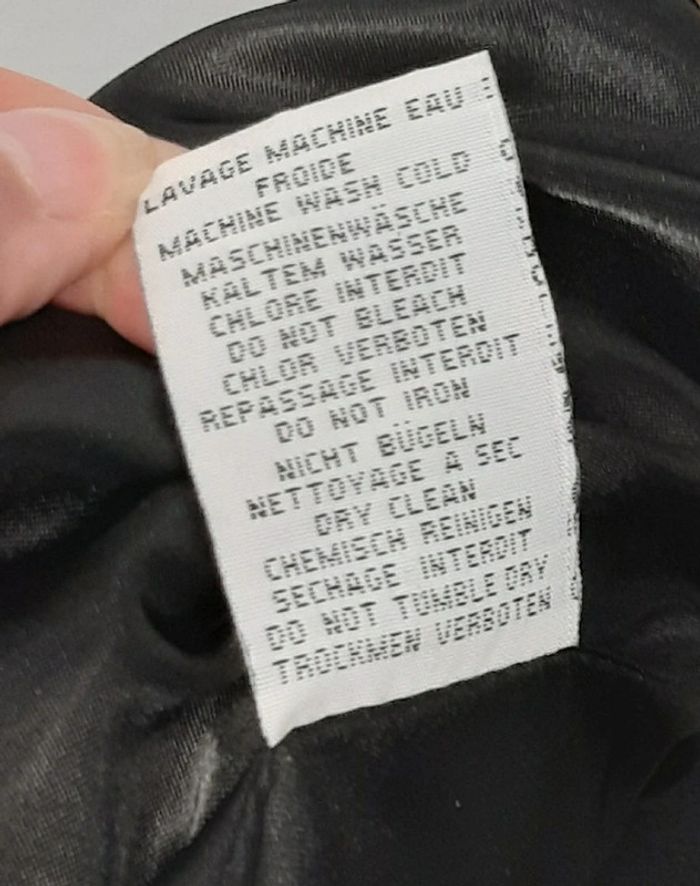 LAVAGE MACHINE EAU
FROIDE
MACHINE WASH COLD
MASCHINENWÄSCHE
KALTEM WASSER
CHLORE INTERDIT
DO NOT BLEACH
CHLOR VERBOTEN
REPASSAGE INTERDIT
DO NOT IRON
NICHT BÜGELN
NETTOYAGE A SEC
DRY CLEAN
CHEMISCH REINIGEN
SECHAGE INTERDIT
DO NOT TUMBLE DRY
TROCKMEN VERBOTEN